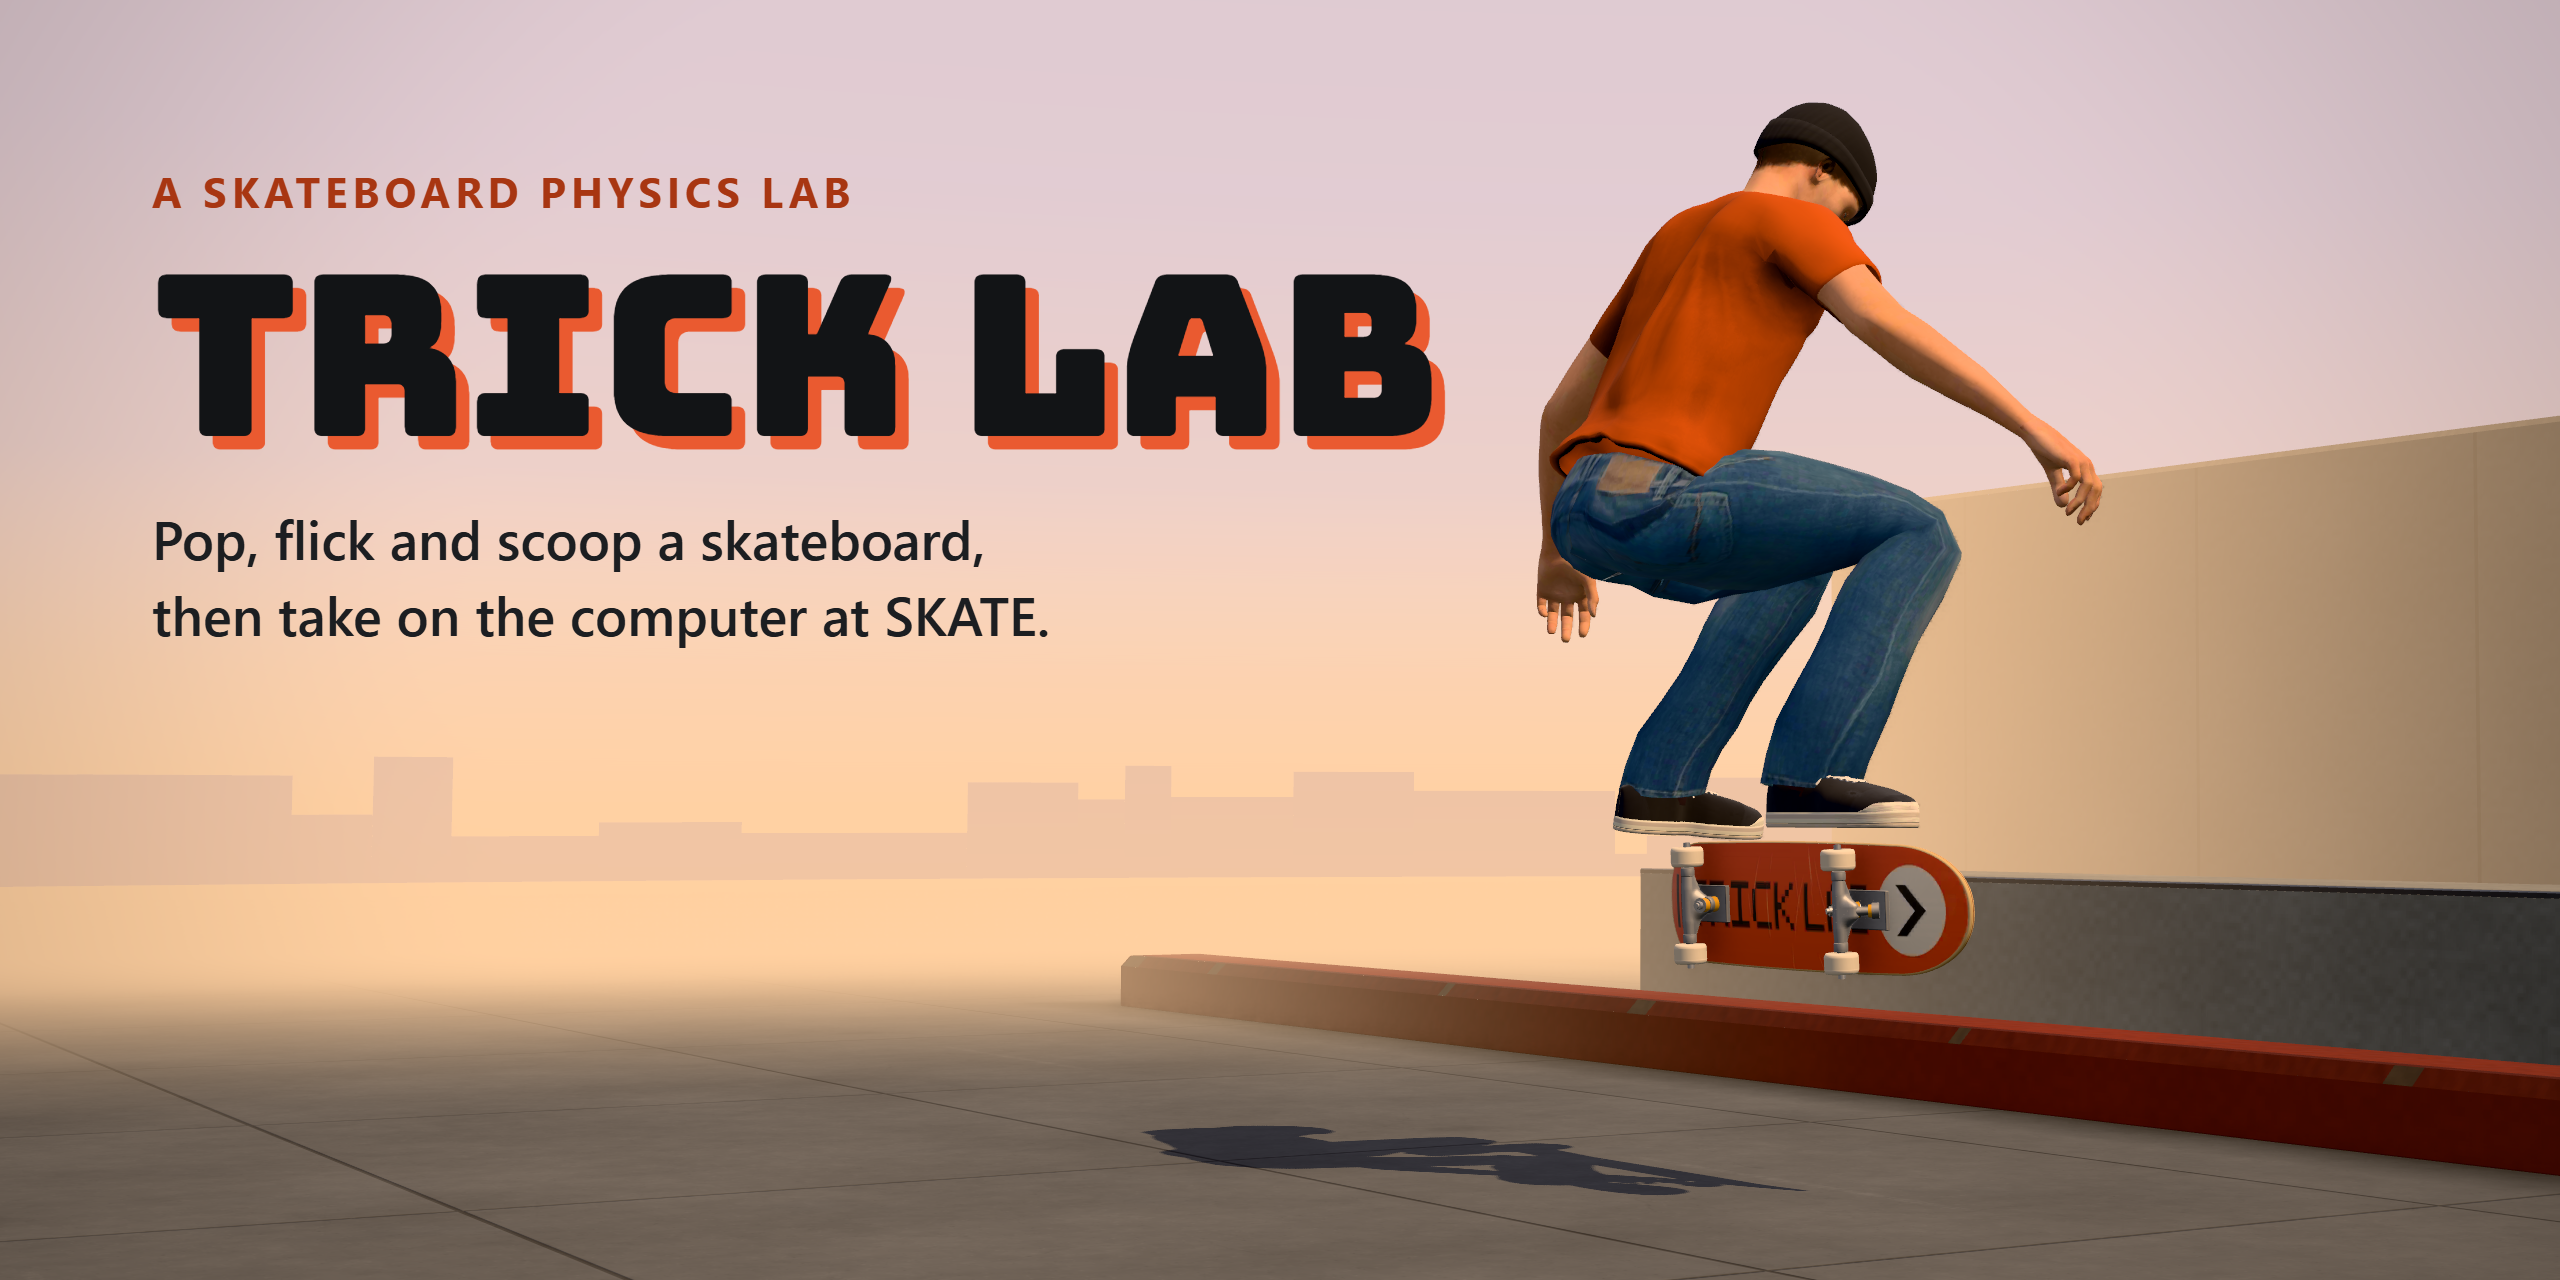 A SKATEBOARD PHYSICS LAB
TRICK LAB
Pop, flick and scoop a skateboard,
then take on the computer at SKATE.